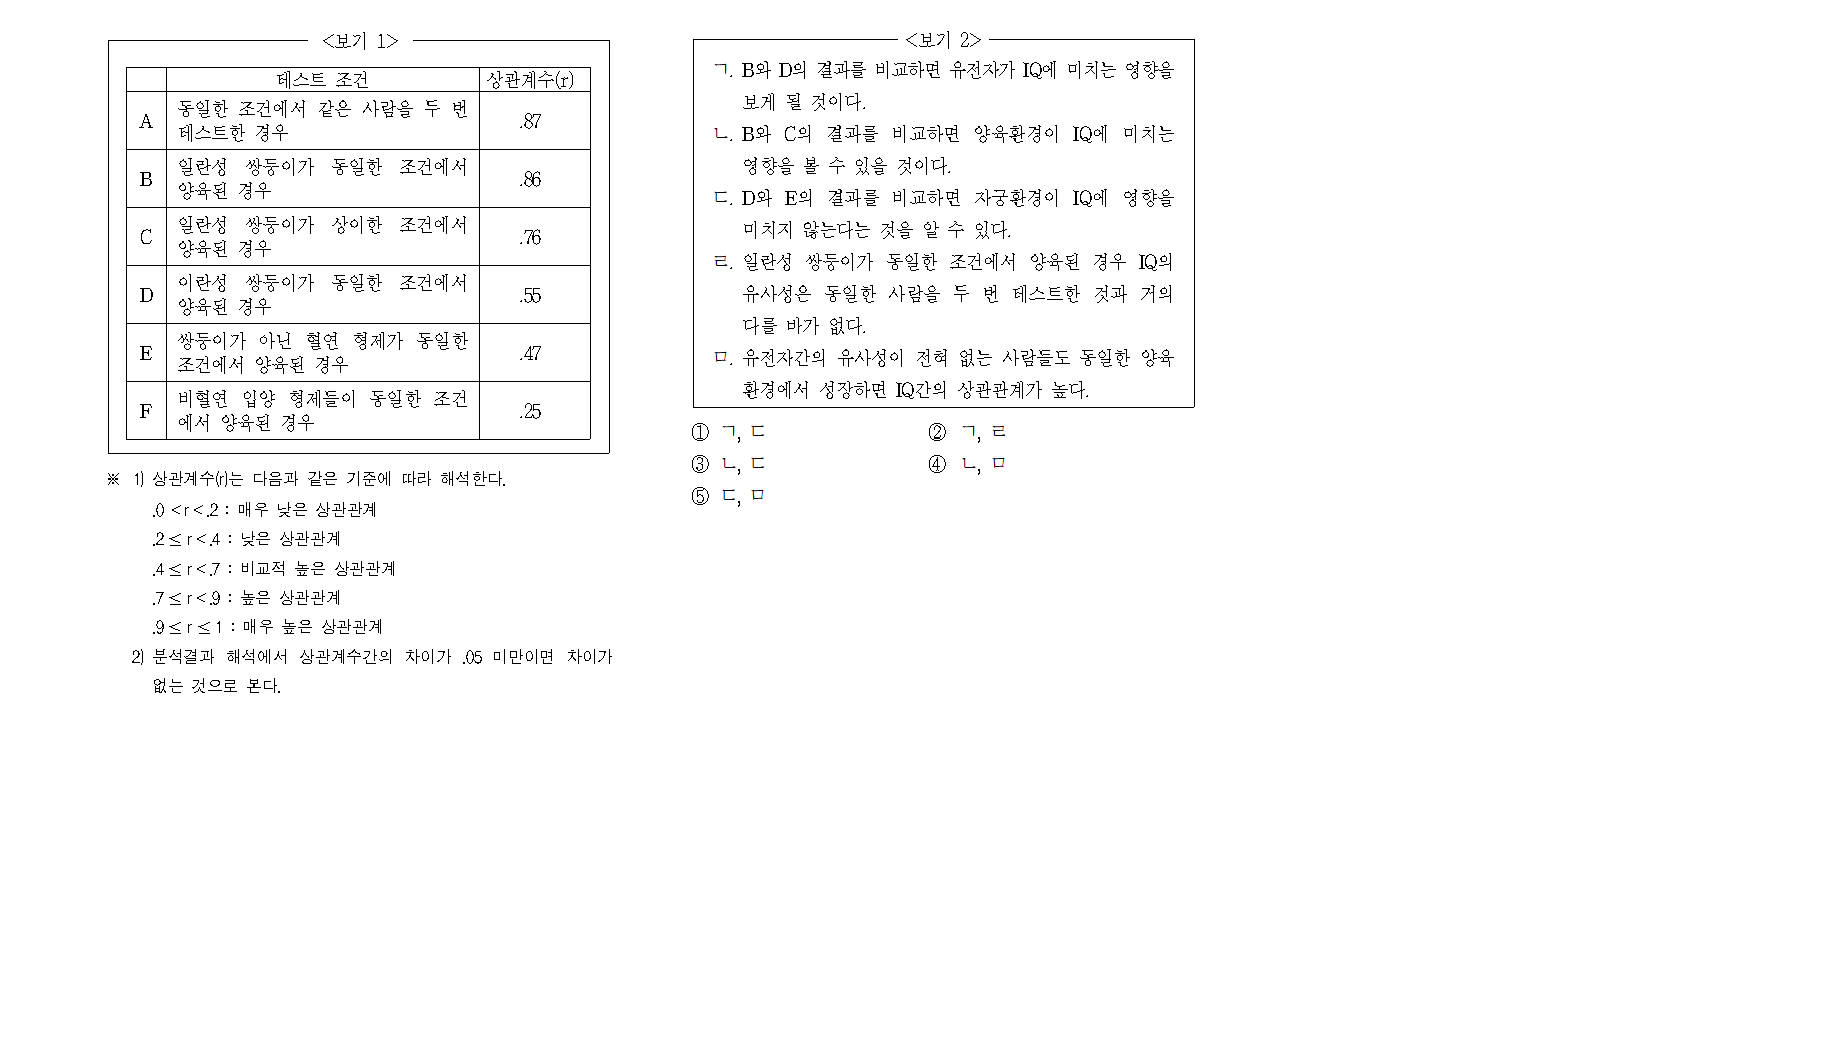 <보기 1>
테스트 조건 상관계수(r)
A 동일한 조건에서 같은 사람을 두 번
테스트한 경우 .87
B 일란성 쌍둥이가 동일한 조건에서
양육된 경우 .86
C 일란성 쌍둥이가 상이한 조건에서
양육된 경우 .76
D 이란성 쌍둥이가 동일한 조건에서
양육된 경우 .55
E 쌍둥이가 아닌 혈연 형제가 동일한
조건에서 양육된 경우 .47
F 비혈연 입양 형제들이 동일한 조건
에서 양육된 경우 .25
※ 1) 상관계수(r)는 다음과 같은 기준에 따라 해석한다.
.0 < r < .2 : 매우 낮은 상관관계
.2 ≤ r < .4 : 낮은 상관관계
.4 ≤ r < .7 : 비교적 높은 상관관계
.7 ≤ r < .9 : 높은 상관관계
.9 ≤ r ≤ 1 : 매우 높은 상관관계
2) 분석결과 해석에서 상관계수간의 차이가 .05 미만이면 차이가
없는 것으로 본다.
<보기 2>
ㄱ. B와 D의 결과를 비교하면 유전자가 IQ에 미치는 영향을
보게 될 것이다.
ㄴ. B와 C의 결과를 비교하면 양육환경이 IQ에 미치는
영향을 볼 수 있을 것이다.
ㄷ. D와 E의 결과를 비교하면 자궁환경이 IQ에 영향을
미치지 않는다는 것을 알 수 있다.
ㄹ. 일란성 쌍둥이가 동일한 조건에서 양육된 경우 IQ의
유사성은 동일한 사람을 두 번 테스트한 것과 거의
다를 바가 없다.
ㅁ. 유전자간의 유사성이 전혀 없는 사람들도 동일한 양육
환경에서 성장하면 IQ간의 상관관계가 높다.
① ㄱ, ㄷ ② ㄱ, ㄹ
③ ㄴ, ㄷ ④ ㄴ, ㅁ
⑤ ㄷ, ㅁ